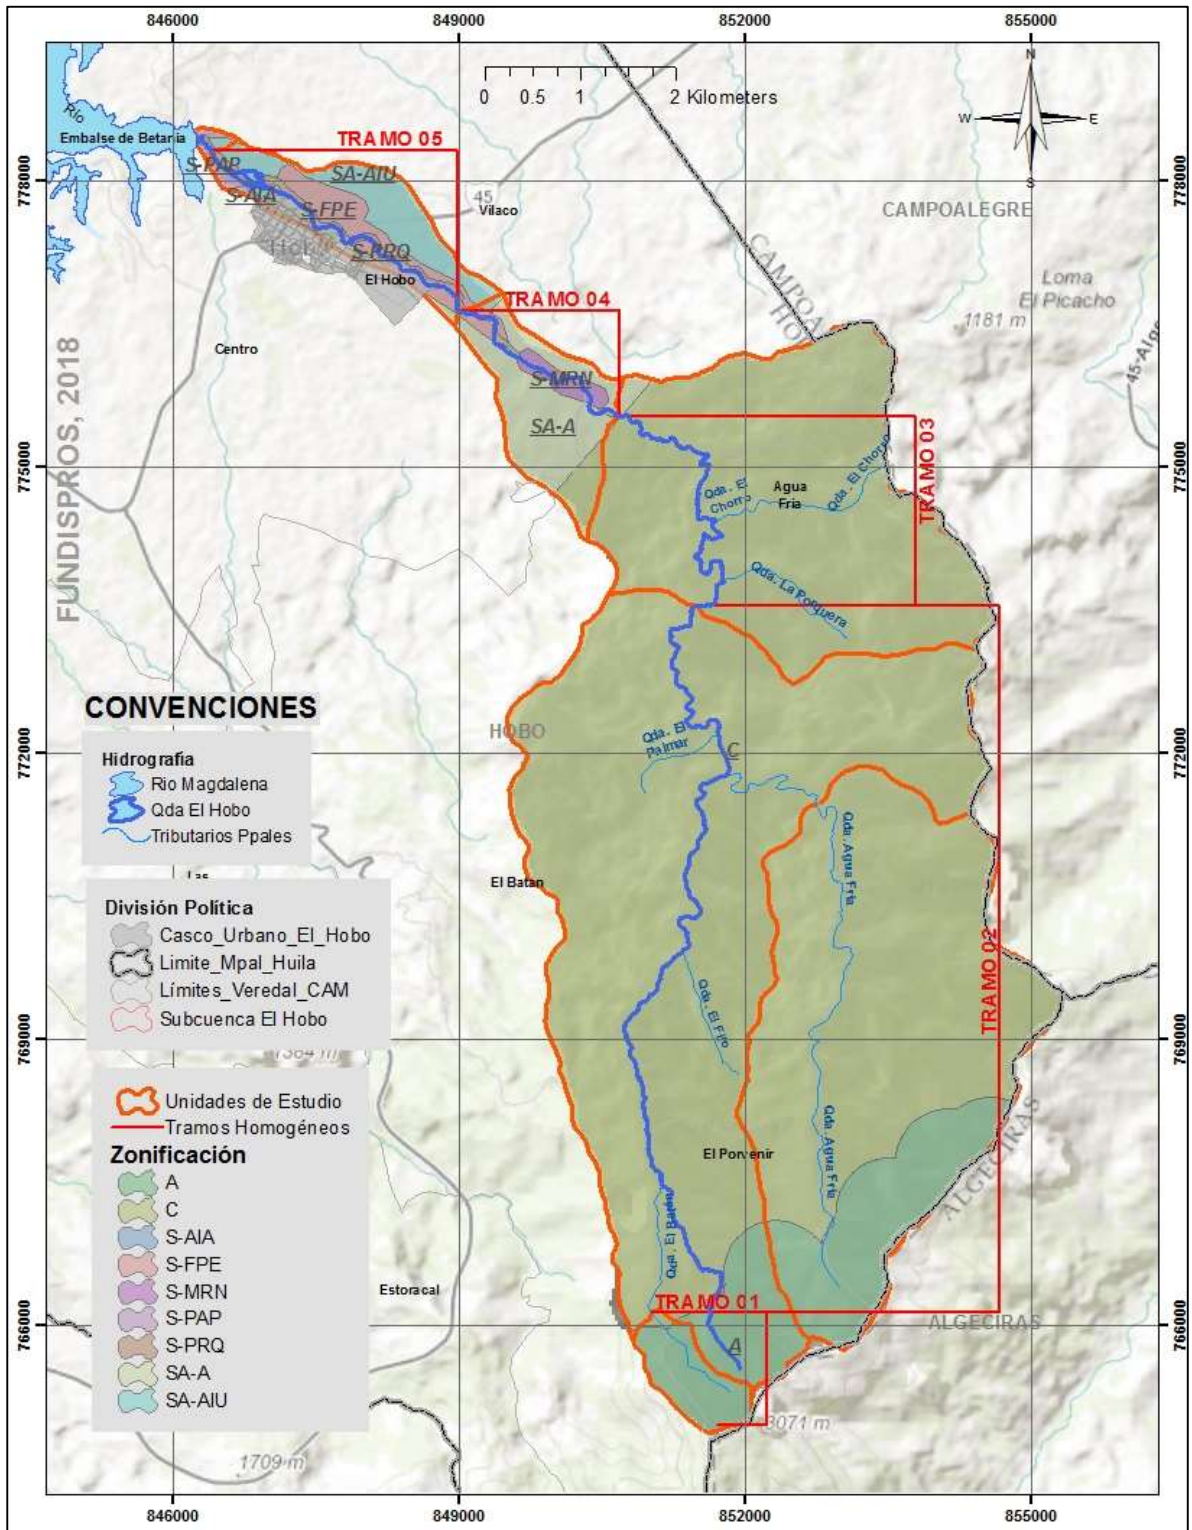 846000
849000
852000
855000
N
W
E
S
0 0.5 1 2 Kilometers
Río
Embalse de Betania
TRAMO 05
778000
778000
S-PAP
SA-AIU
S-AIA
S-FPE
45
Vilaco
CAMPOALEGRE
S-PRQ
El Hobo
Loma
El Picacho
TRAMO 04
1181 m
Centro
S-MRN
SA-A
FUNDISPROS, 2018
TRAMO 03
775000
775000
Qda. El
Chorro
Agua
Fria
Qda. El Chorro
Qda. La Porquera
CONVENCIONES
HOBO
Qda. El
Palmar
C
772000
772000
Hidrografía
Rio Magdalena
Qda El Hobo
Tributarios Ppales
Qda. Agua Fria
El Batan
Las
División Política
Casco_Urbano_El_Hobo
Limite_Mpal_Huila
Límites_Veredal_CAM
Subcuenca El Hobo
TRAMO 02
769000
769000
Unidades de Estudio
Tramos Homogéneos
Zonificación
A
C
S-AIA
S-FPE
S-MRN
S-PAP
S-PRQ
SA-A
SA-AIU
El Porvenir
Qda. Agua Fria
ALGECIRAS
Qda. El Batán
Estoracal
TRAMO 01
766000
766000
ALGECIRAS
A
3071 m
1709 m
846000
849000
852000
855000